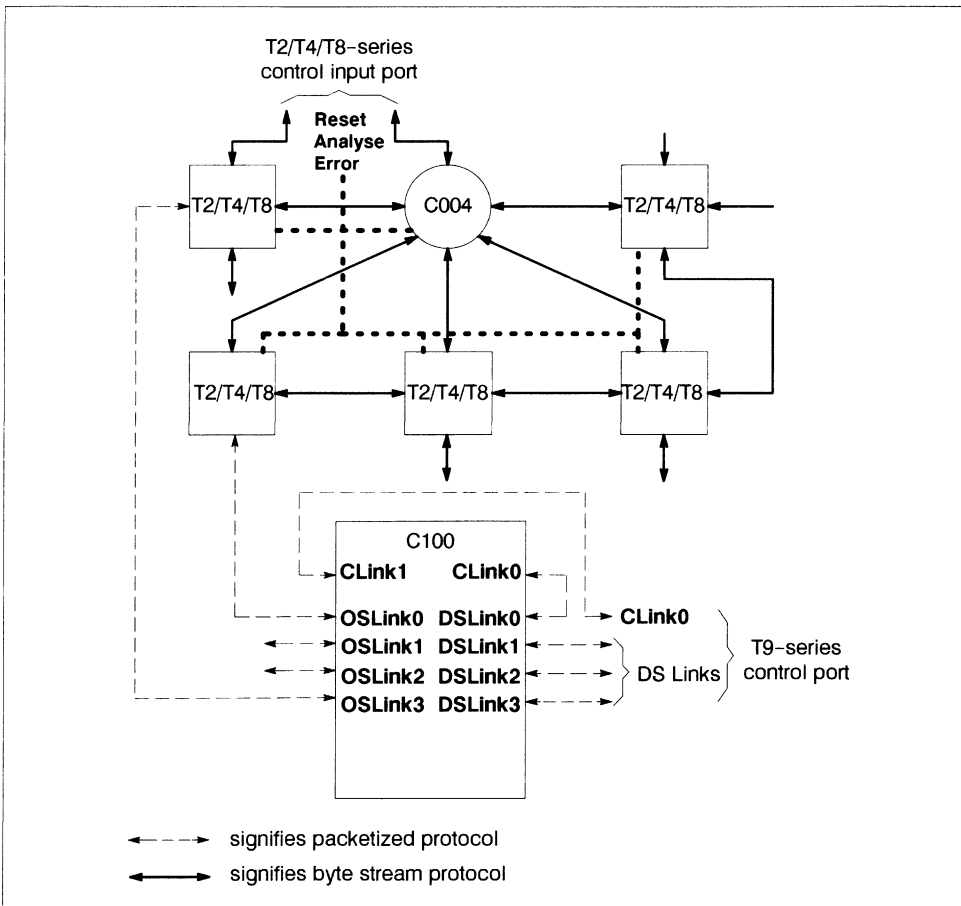 T2/T4/T8-series
control input port
Reset
Analyse
Error
T2/T4/T8
C004
T2/T4/T8
T2/T4/T8
T2/T4/T8
T2/T4/T8
C100
CLink1 CLink0
OSLink0 DSLink0
CLink0
OSLink1 DSLink1
OSLink2 DSLink2
DS Links
OSLink3 DSLink3
T9-series
control port
signifies packetized protocol
signifies byte stream protocol